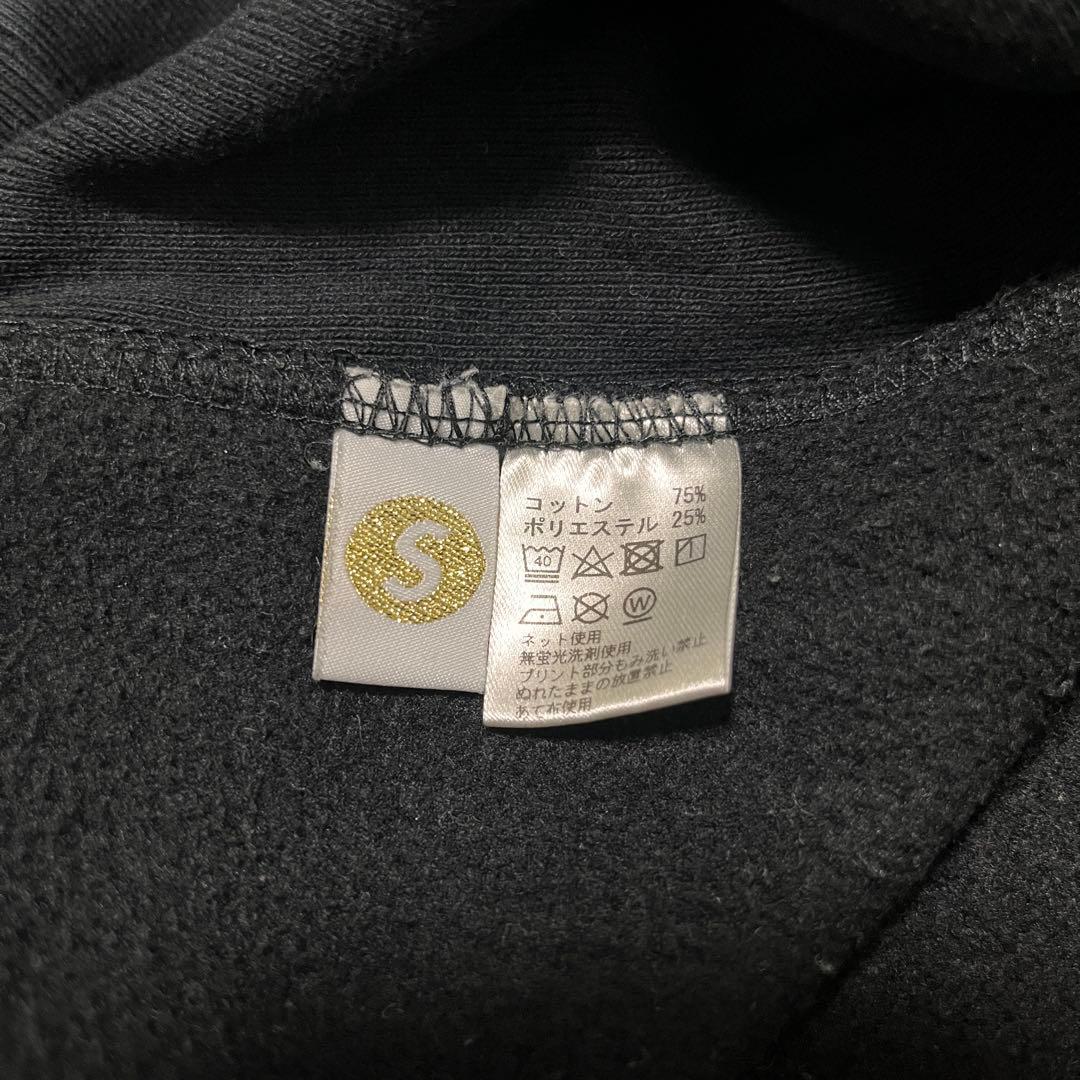 S
コットン 75%
ポリエステル 25%
40
W
ネット使用
無蛍光洗剤使用
プリント部分もみ洗い禁止
ぬれたままの放置禁止
あて布使用